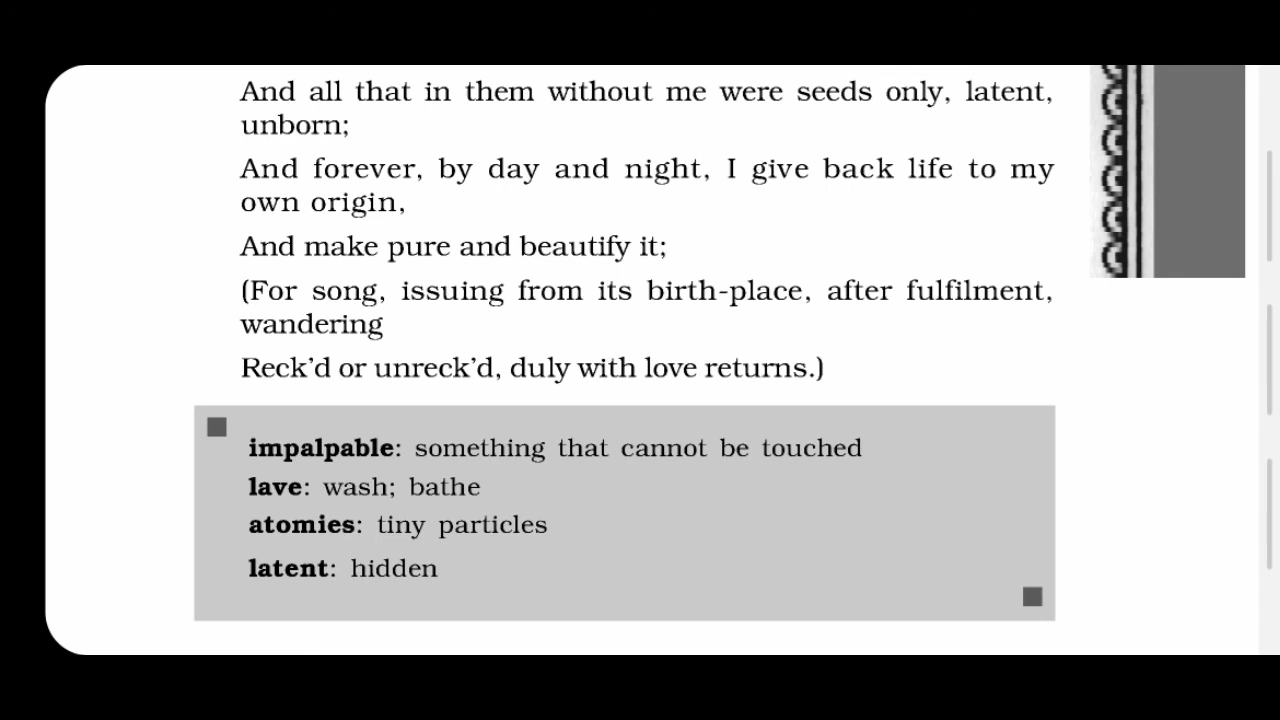 And all that in them without me were seeds only, latent,
unborn;
And forever, by day and night, I give back life to my
own origin,
And make pure and beautify it;
(For song, issuing from its birth-place, after fulfilment,
wandering
Reck’d or unreck’d, duly with love returns.)
impalpable: something that cannot be touched
lave: wash; bathe
atomies: tiny particles
latent: hidden